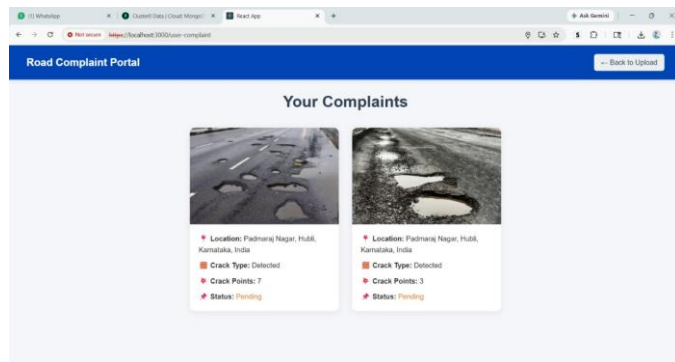 (1) WhatsApp
Cluster0 Data | Cloud: Mongo
React App
Ask Gemini
Not secure https://localhost:3000/user-complaint
Road Complaint Portal
← Back to Upload
Your Complaints
Location: Padmaraj Nagar, Hubli,
Karnataka, India
Crack Type: Detected
Crack Points: 7
Status: Pending
Location: Padmaraj Nagar, Hubli,
Karnataka, India
Crack Type: Detected
Crack Points: 3
Status: Pending